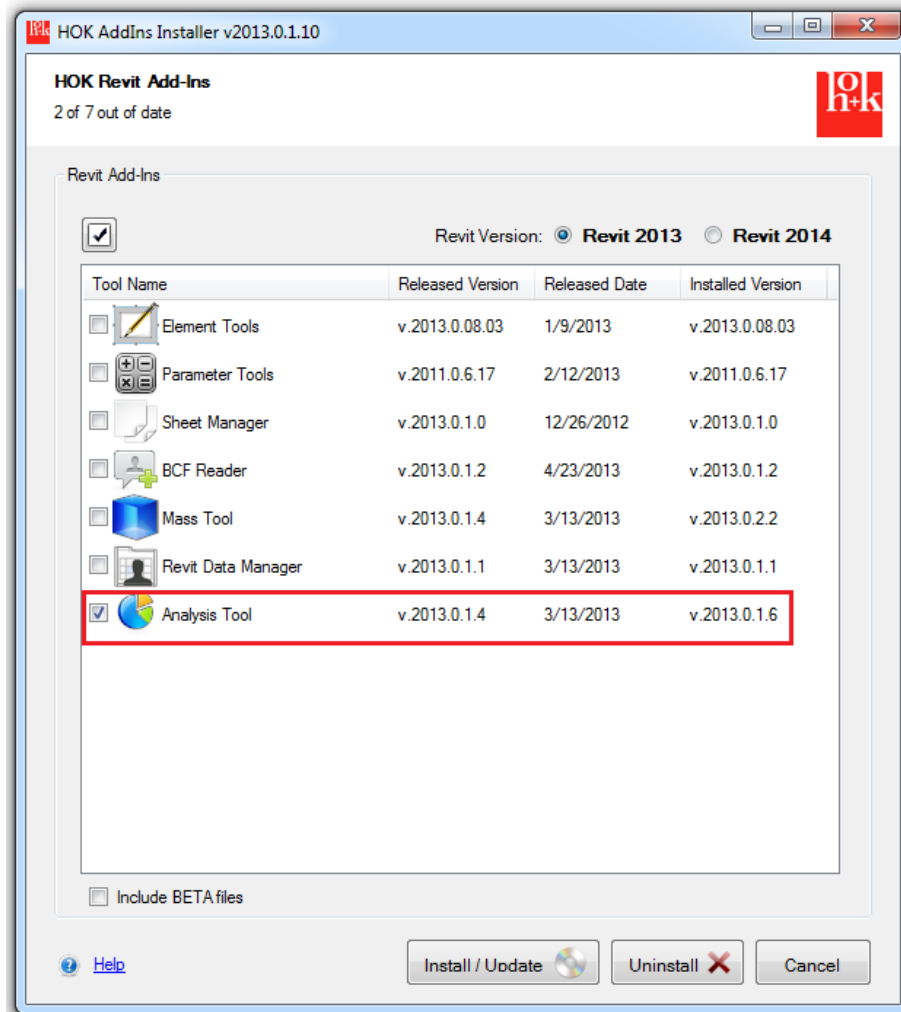 HOK AddIns Installer v2013.0.1.10
HOK Revit Add-Ins
2 of 7 out of date
h+ok
Revit Add-Ins
Revit Version: Revit 2013 Revit 2014
Tool Name Released Version Released Date Installed Version
Element Tools v.2013.0.08.03 1/9/2013 v.2013.0.08.03
Parameter Tools v.2011.0.6.17 2/12/2013 v.2011.0.6.17
Sheet Manager v.2013.0.1.0 12/26/2012 v.2013.0.1.0
BCF Reader v.2013.0.1.2 4/23/2013 v.2013.0.1.2
Mass Tool v.2013.0.1.4 3/13/2013 v.2013.0.2.2
Revit Data Manager v.2013.0.1.1 3/13/2013 v.2013.0.1.1
Analysis Tool v.2013.0.1.4 3/13/2013 v.2013.0.1.6
Include BETA files
Help Install / Update Uninstall Cancel